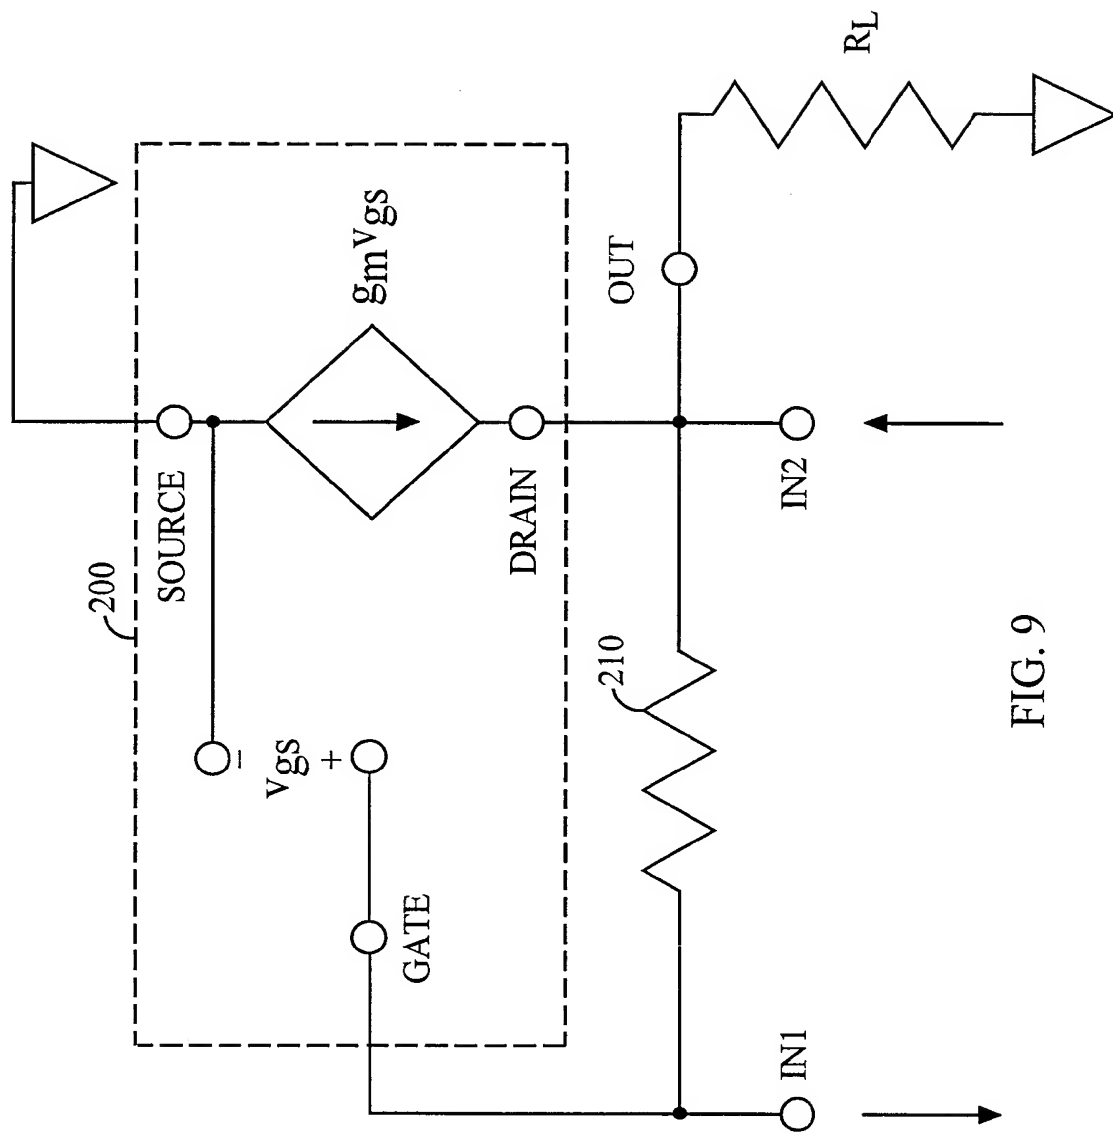 200
SOURCE
gmvgs
vgs
−
+
GATE
DRAIN
OUT
RL
210
IN1
IN2
FIG. 9